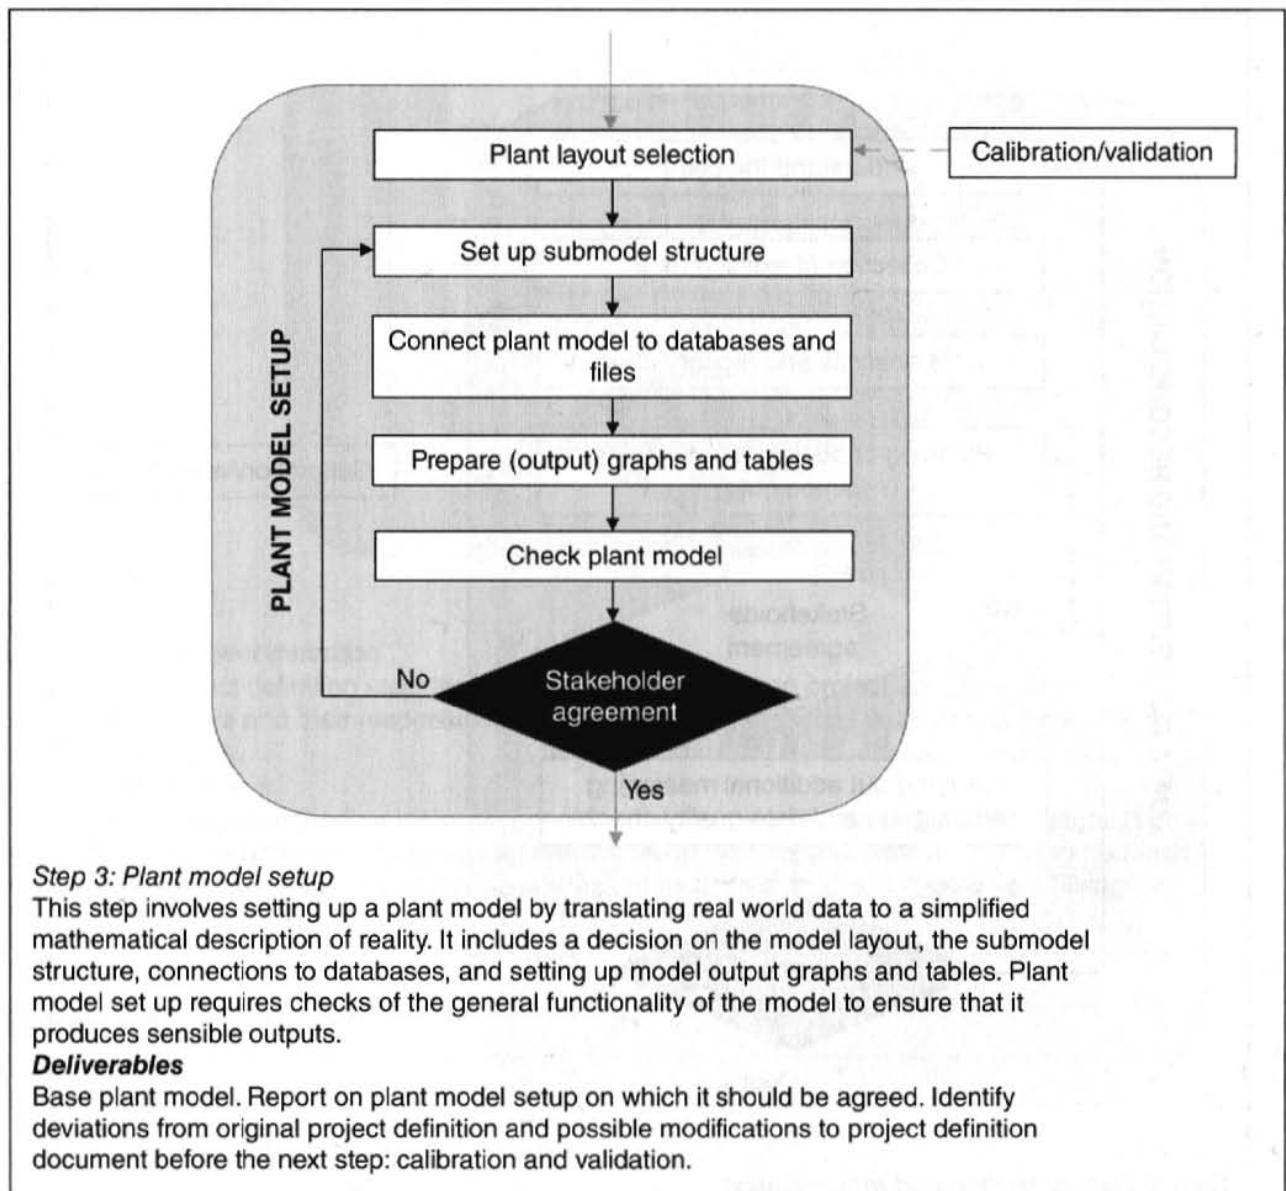 Plant layout selection
Calibration/validation
Set up submodel structure
Connect plant model to databases and
files
Prepare (output) graphs and tables
Check plant model
PLANT MODEL SETUP
No
Stakeholder
agreement
Yes
Step 3: Plant model setup
This step involves setting up a plant model by translating real world data to a simplified
mathematical description of reality. It includes a decision on the model layout, the submodel
structure, connections to databases, and setting up model output graphs and tables. Plant
model set up requires checks of the general functionality of the model to ensure that it
produces sensible outputs.
Deliverables
Base plant model. Report on plant model setup on which it should be agreed. Identify
deviations from original project definition and possible modifications to project definition
document before the next step: calibration and validation.